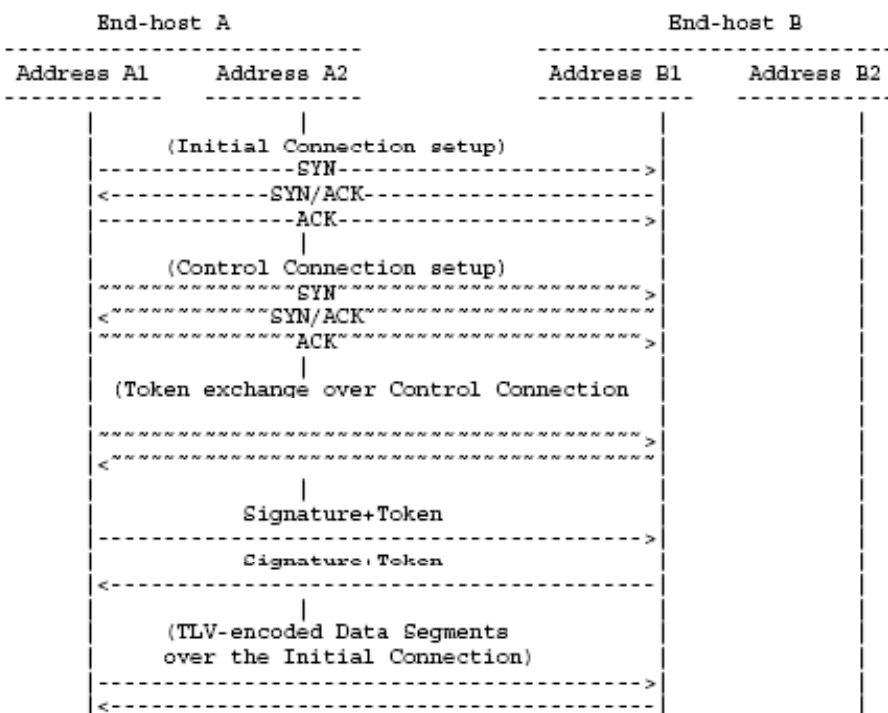 End-host A End-host B
Address A1 Address A2 Address B1 Address B2
(Initial Connection setup)
SYN
SYN/ACK
ACK
(Control Connection setup)
SYN
SYN/ACK
ACK
(Token exchange over Control Connection
Signature+Token
Signature+Token
(TLV-encoded Data Segments
over the Initial Connection)